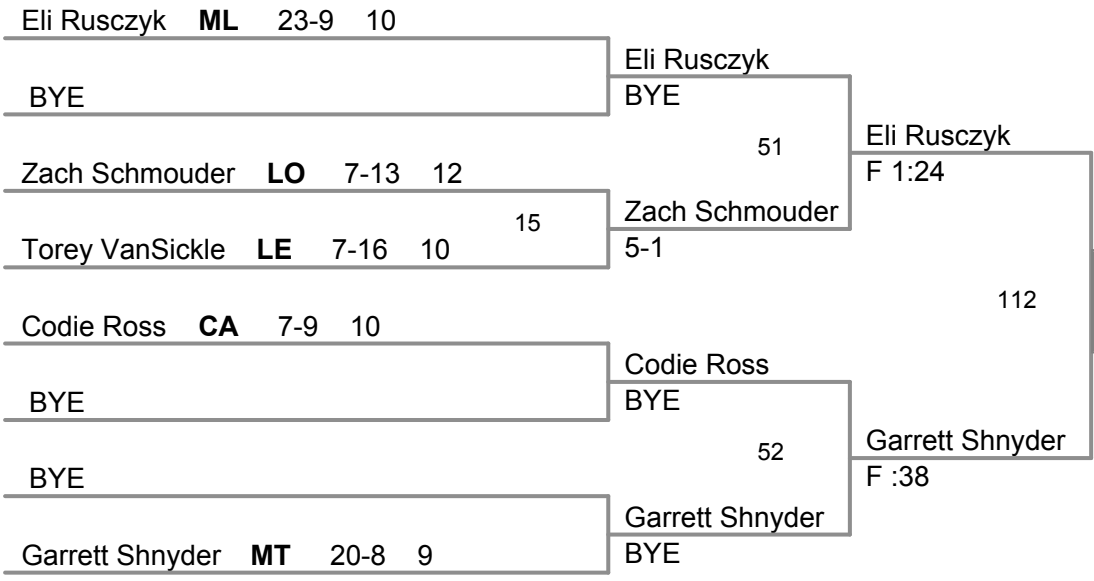 Eli Rusczyk ML 23-9 10
Eli Rusczyk
BYE
BYE
51
Eli Rusczyk
F 1:24
Zach Schmouder LO 7-13 12
15
Zach Schmouder
5-1
Torey VanSickle LE 7-16 10
112
Codie Ross CA 7-9 10
Codie Ross
BYE
BYE
52
Garrett Shnyder
F :38
BYE
Garrett Shnyder
BYE
Garrett Shnyder MT 20-8 9